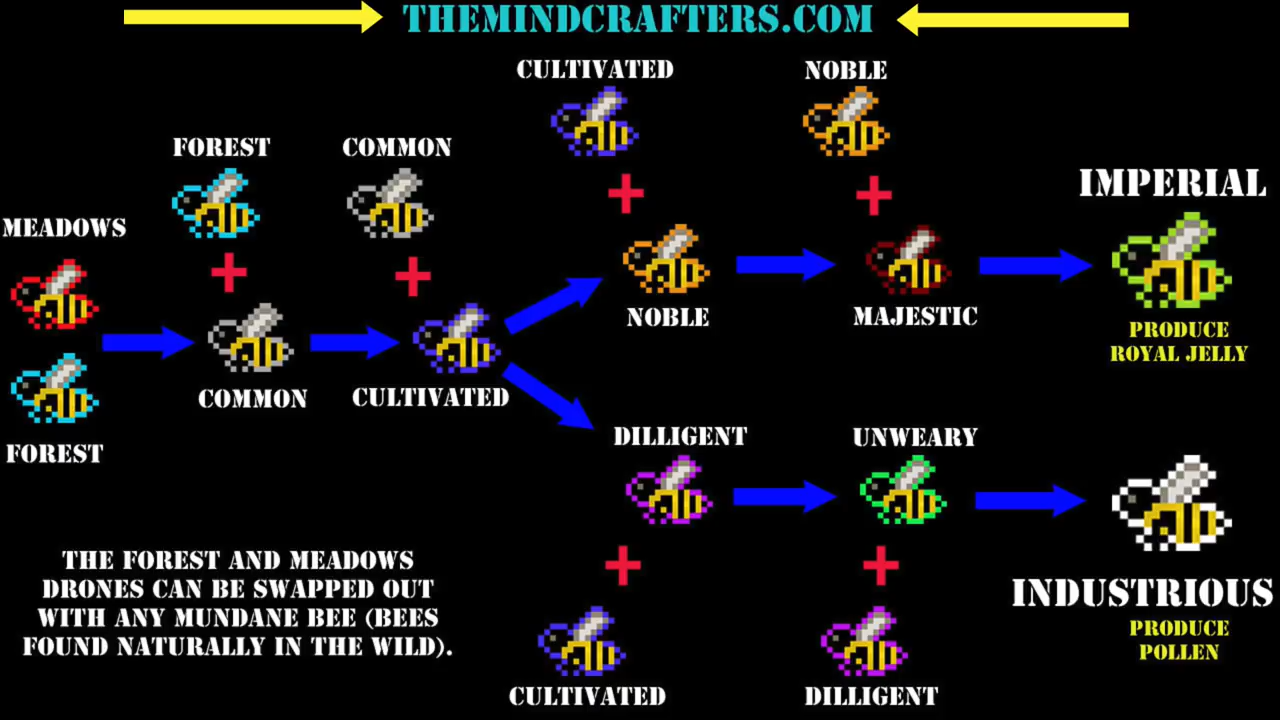 THEMINDCRAFTERS.COM
CULTIVATED
NOBLE
FOREST
COMMON
IMPERIAL
MEADOWS
NOBLE
MAJESTIC
PRODUCE
ROYAL JELLY
COMMON
CULTIVATED
FOREST
DILLIGENT
UNWEARY
THE FOREST AND MEADOWS
DRONES CAN BE SWAPPED OUT
WITH ANY MUNDANE BEE (BEES
FOUND NATURALLY IN THE WILD).
INDUSTRIOUS
PRODUCE
POLLEN
CULTIVATED
DILLIGENT